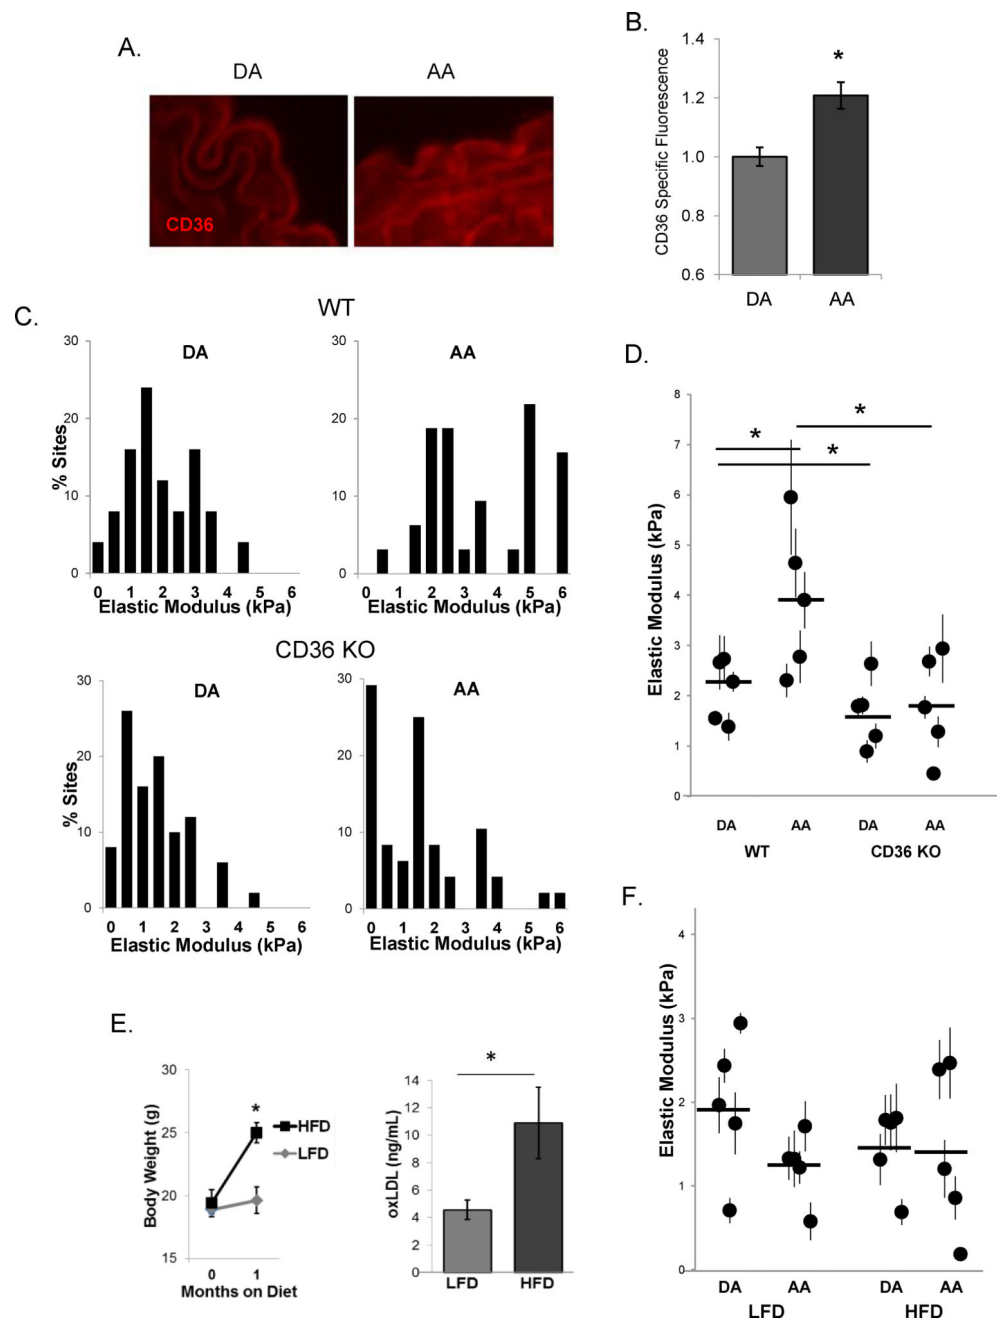 A.
DA AA
CD36
B.
CD36 Specific Fluorescence
1.4
1.2
1.0
0.8
0.6
*
DA AA
C.
WT
DA
% Sites
30
20
10
0
0 1 2 3 4 5 6
Elastic Modulus (kPa)
AA
30
20
10
0
0 1 2 3 4 5 6
Elastic Modulus (kPa)
CD36 KO
DA
% Sites
30
20
10
0
0 1 2 3 4 5 6
Elastic Modulus (kPa)
AA
30
20
10
0
0 1 2 3 4 5 6
Elastic Modulus (kPa)
D.
Elastic Modulus (kPa)
8
7
6
5
4
3
2
1
0
*
*
*
DA AA DA AA
WT CD36 KO
E.
Body Weight (g)
30
25
20
15
*
HFD
LFD
0 1
Months on Diet
oxLDL (ng/mL)
14
12
10
8
6
4
2
0
*
LFD HFD
F.
Elastic Modulus (kPa)
4
3
2
1
0
DA AA DA AA
LFD HFD